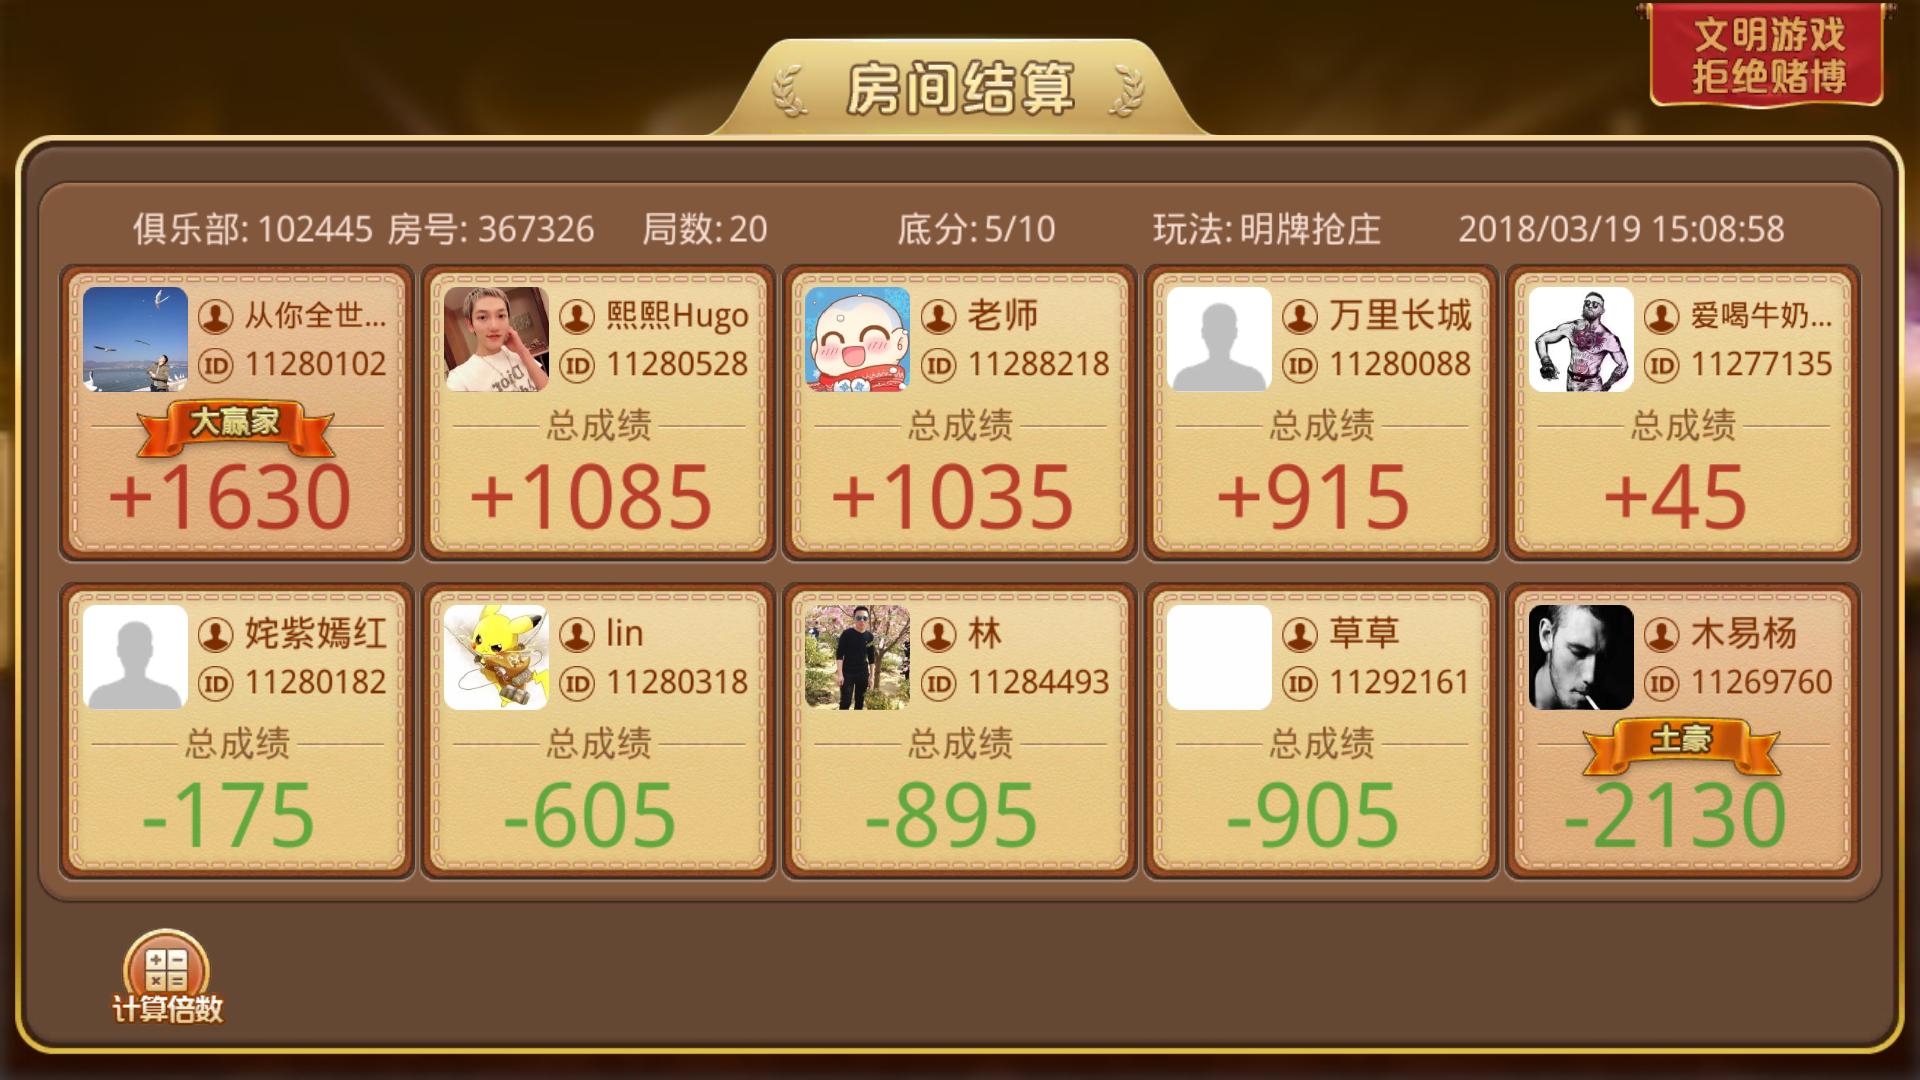 文明游戏
拒绝赌博
房间结算
俱乐部: 102445 房号: 367326 局数: 20 底分: 5/10 玩法: 明牌抢庄 2018/03/19 15:08:58
从你全世...
ID 11280102
大赢家
+1630
熙熙Hugo
ID 11280528
总成绩
+1085
老师
ID 11288218
总成绩
+1035
万里长城
ID 11280088
总成绩
+915
爱喝牛奶...
ID 11277135
总成绩
+45
姹紫嫣红
ID 11280182
总成绩
-175
lin
ID 11280318
总成绩
-605
林
ID 11284493
总成绩
-895
草草
ID 11292161
总成绩
-905
木易杨
ID 11269760
土豪
-2130
计算倍数